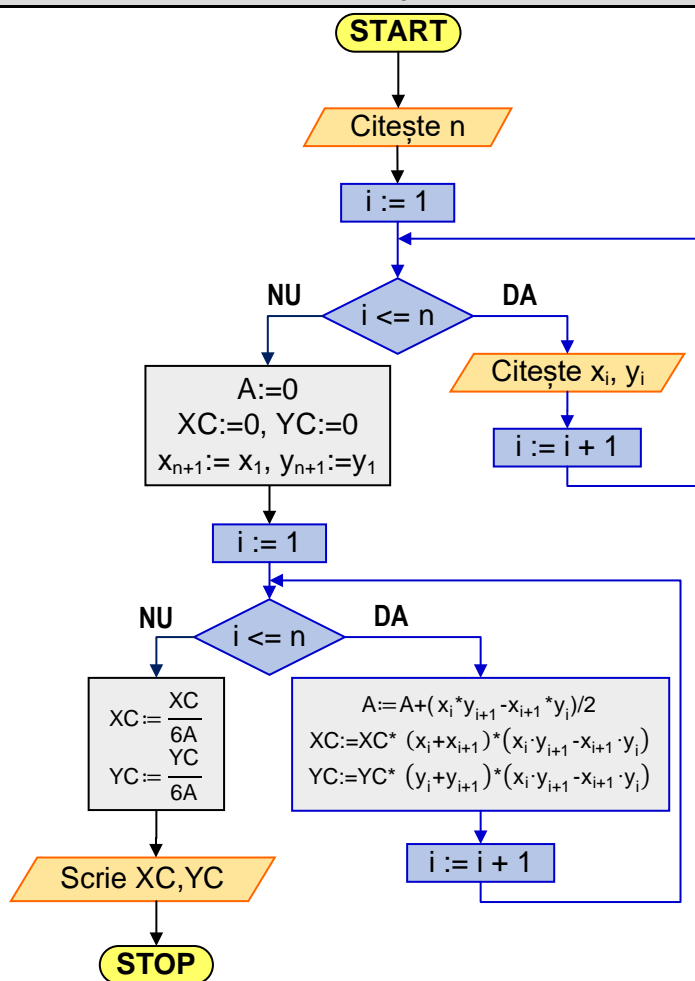 START
Citește n
i := 1
NU
DA
i <= n
Citește xᵢ, yᵢ
A:=0
XC:=0, YC:=0
xₙ₊₁:= x₁, yₙ₊₁:=y₁
i := i + 1
i := 1
NU
DA
i <= n
XC:= XC/6A
YC:= YC/6A
A:=A+(xᵢ*yᵢ₊₁-xᵢ₊₁*yᵢ)/2
XC:=XC* (xᵢ+xᵢ₊₁)*(xᵢ·yᵢ₊₁-xᵢ₊₁·yᵢ)
YC:=YC* (yᵢ+yᵢ₊₁)*(xᵢ·yᵢ₊₁-xᵢ₊₁·yᵢ)
i := i + 1
Scrie XC,YC
STOP